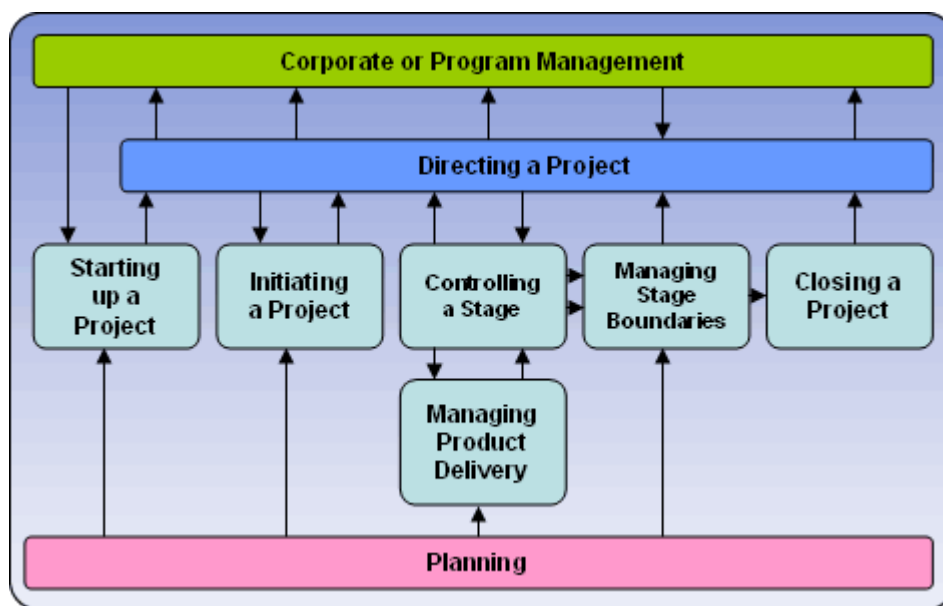 Corporate or Program Management
Directing a Project
Starting
up a
Project
Initiating
a Project
Controlling
a Stage
Managing
Stage
Boundaries
Closing a
Project
Managing
Product
Delivery
Planning